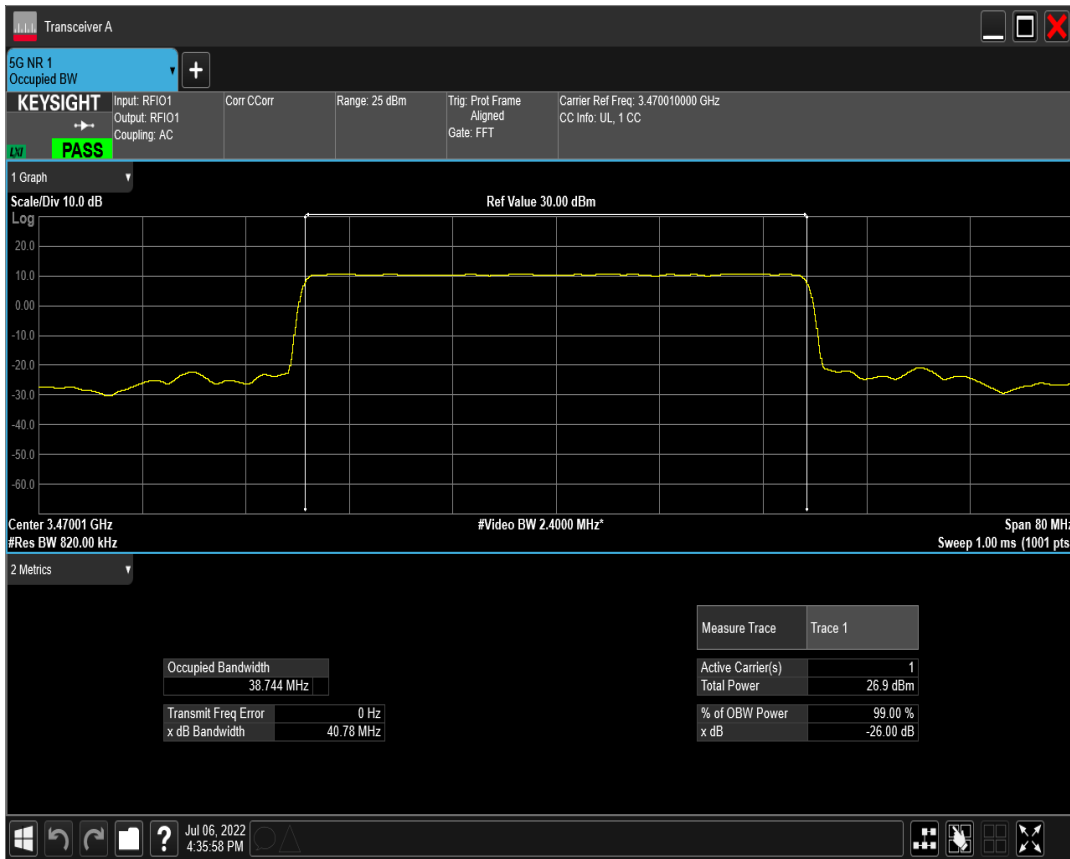 Transceiver A
5G NR 1
Occupied BW
+
KEYSIGHT
LXI
PASS
Input: RFIO1
Output: RFIO1
Coupling: AC
Corr CCorr
Range: 25 dBm
Trig: Prot Frame
Aligned
Gate: FFT
Carrier Ref Freq: 3.470010000 GHz
CC Info: UL, 1 CC
1 Graph
Scale/Div 10.0 dB
Ref Value 30.00 dBm
Log
20.0
10.0
0.00
-10.0
-20.0
-30.0
-40.0
-50.0
-60.0
Center 3.47001 GHz
#Video BW 2.4000 MHz*
Span 80 MHz
#Res BW 820.00 kHz
Sweep 1.00 ms (1001 pts
2 Metrics
Measure Trace Trace 1
Occupied Bandwidth
38.744 MHz
Active Carrier(s) 1
Total Power 26.9 dBm
Transmit Freq Error 0 Hz
x dB Bandwidth 40.78 MHz
% of OBW Power 99.00 %
x dB -26.00 dB
?
Jul 06, 2022
4:35:58 PM